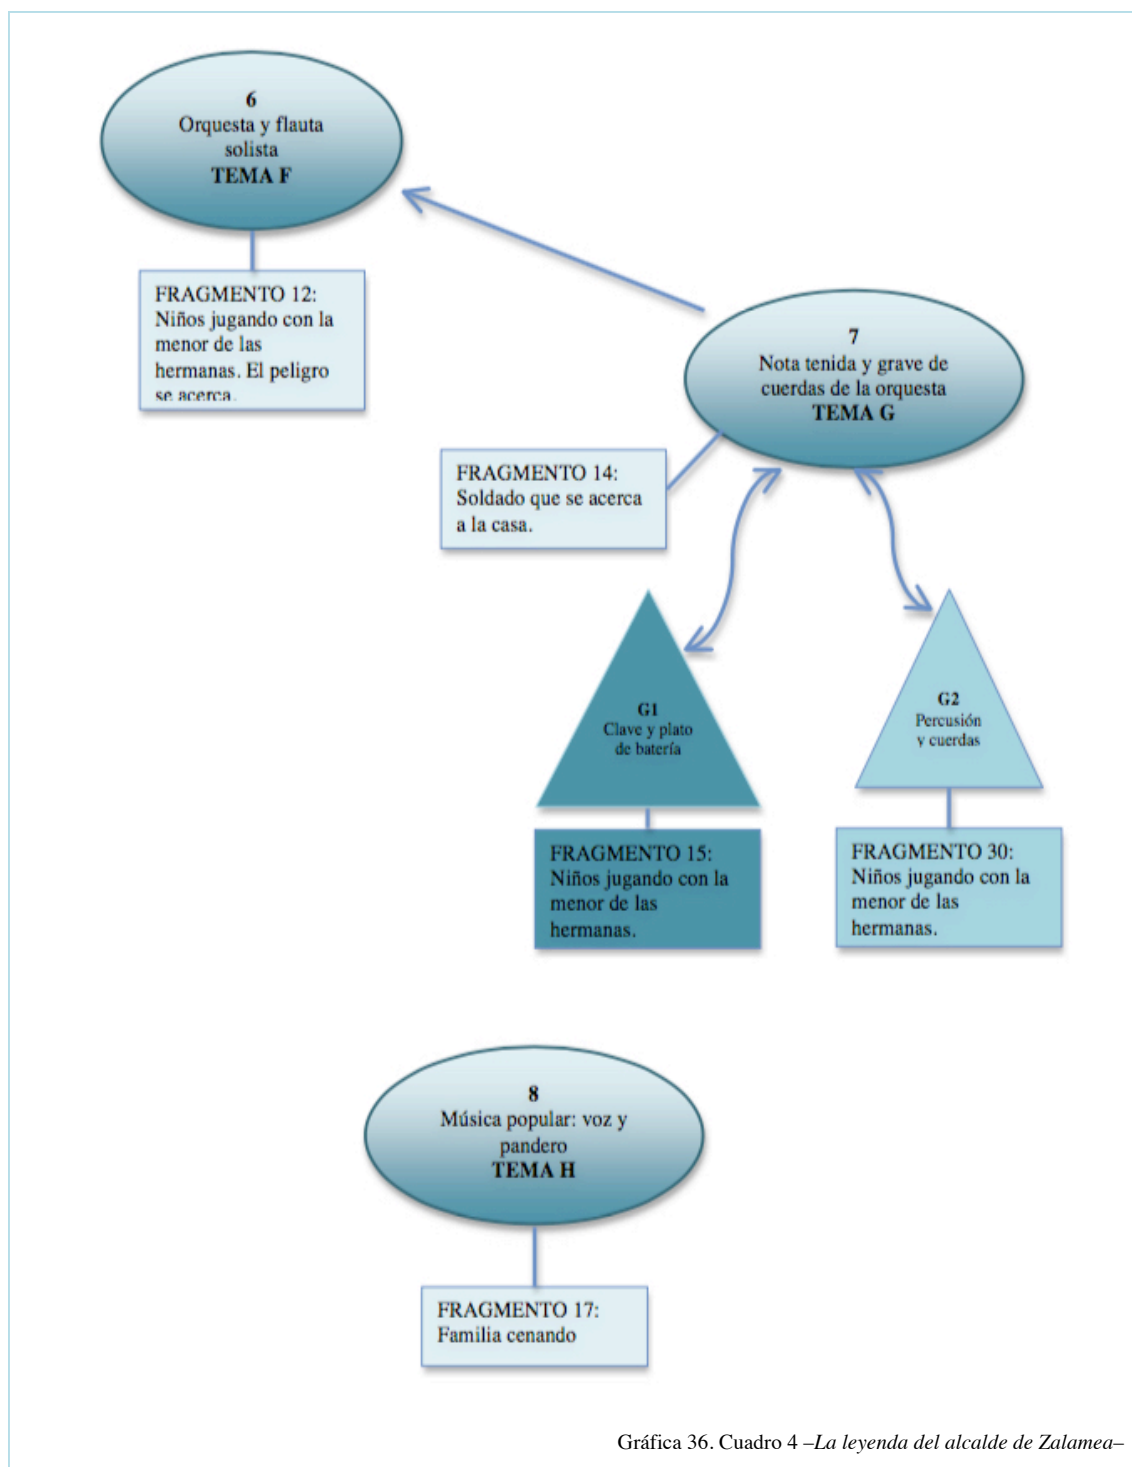 6
Orquesta y flauta
solista
TEMA F
FRAGMENTO 12:
Niños jugando con la
menor de las
hermanas. El peligro
se acerca.
7
Nota tenida y grave de
cuerdas de la orquesta
TEMA G
FRAGMENTO 14:
Soldado que se acerca
a la casa.
G1
Clave y plato
de batería
G2
Percusión
y cuerdas
FRAGMENTO 15:
Niños jugando con la
menor de las
hermanas.
FRAGMENTO 30:
Niños jugando con la
menor de las
hermanas.
8
Música popular: voz y
pandero
TEMA H
FRAGMENTO 17:
Familia cenando
Gráfica 36. Cuadro 4 –La leyenda del alcalde de Zalamea–